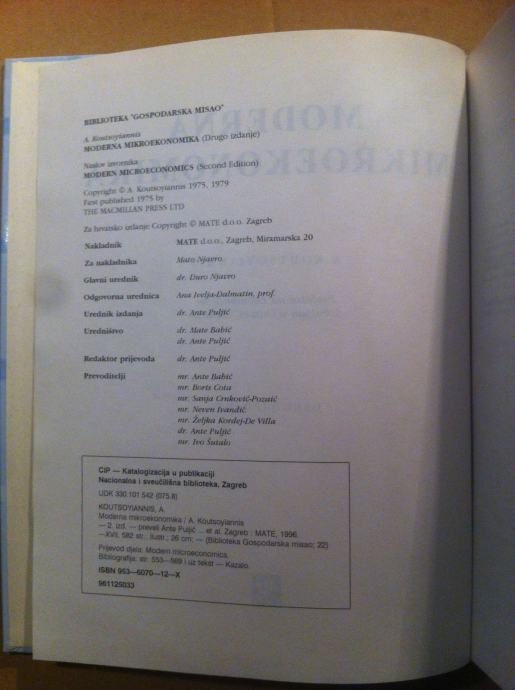 BIBLIOTEKA "GOSPODARSKA MISAO"
A. Koutsoyiannis
MODERNA MIKROEKONOMIKA (Drugo izdanje)
Naslov izvornika
MODERN MICROECONOMICS (Second Edition)
Copyright © A. Koutsoyiannis 1975, 1979
First published 1975 by
THE MACMILLAN PRESS LTD
Za hrvatsko izdanje Copyright © MATE d.o.o. Zagreb
Nakladnik MATE d.o.o., Zagreb, Miramarska 20
Za nakladnika Mato Njavro
Glavni urednik dr. Đuro Njavro
Odgovorna urednica Ana Ivelja-Dalmatin, prof.
Urednik izdanja dr. Ante Puljić
Uredništvo dr. Mate Babić
dr. Ante Puljić
Redaktor prijevoda dr. Ante Puljić
Prevoditelji mr. Ante Babić
mr. Boris Cota
mr. Sanja Crnković-Pozaić
mr. Neven Ivandić
mr. Željka Kordej-De Villa
dr. Ante Puljić
mr. Ivo Šutalo
CIP — Katalogizacija u publikaciji
Nacionalna i sveučilišna biblioteka, Zagreb
UDK 330.101.542 (075.8)
KOUTSOYIANNIS, A.
Moderna mikroekonomika / A. Koutsoyiannis
— 2. izd. — preveli Ante Puljić ... et al. Zagreb : MATE, 1996.
—XVII, 582 str., Ilustr.; 26 cm: — (Biblioteka Gospodarska misao; 22)
Prijevod djela: Modern microeconomics.
Bibliografija: str. 553—569 i uz tekst — Kazalo.
ISBN 953—6070—12—X
961125033
MODERNA
MIKROEKONOMIKA